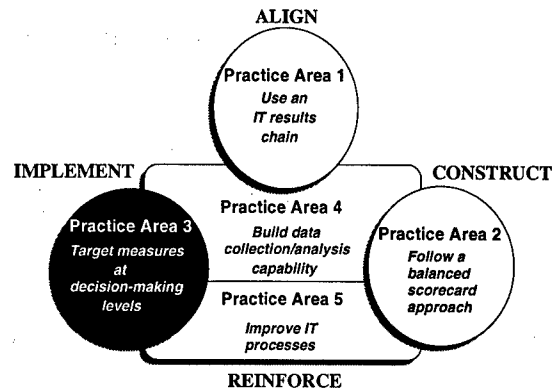 ALIGN
Practice Area 1
Use an
IT results
chain
IMPLEMENT
CONSTRUCT
Practice Area 3
Target measures
at
decision-making
levels
Practice Area 4
Build data
collection/analysis
capability
Practice Area 2
Follow a
balanced
scorecard
approach
Practice Area 5
Improve IT
processes
REINFORCE